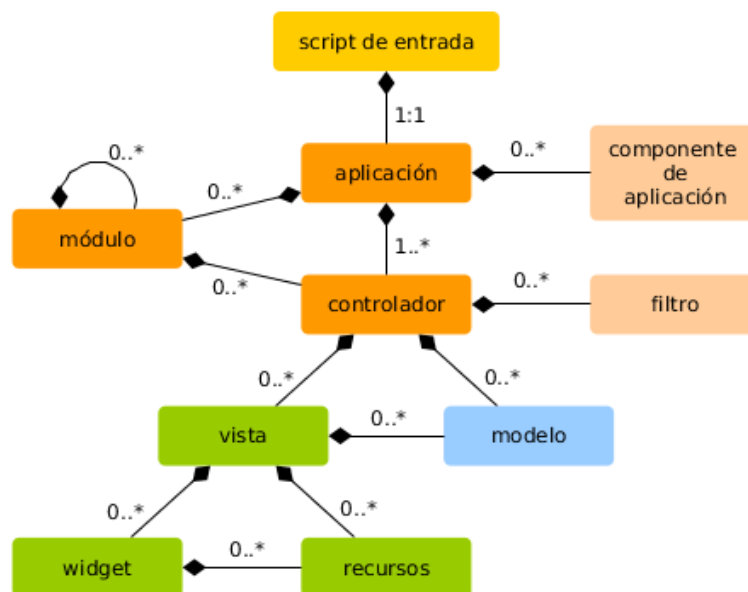 script de entrada
1:1
0..*
aplicación
0..*
componente
de
aplicación
0..*
módulo
1..*
0..*
controlador
0..*
filtro
0..*
0..*
vista
0..*
modelo
0..*
0..*
widget
0..*
recursos